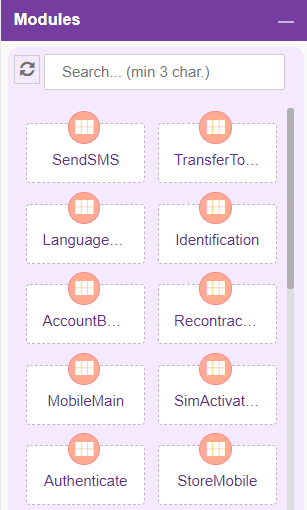 Modules
Search... (min 3 char.)
SendSMS
TransferTo...
Language...
Identification
AccountB...
Recontrac...
MobileMain
SimActivat...
Authenticate
StoreMobile